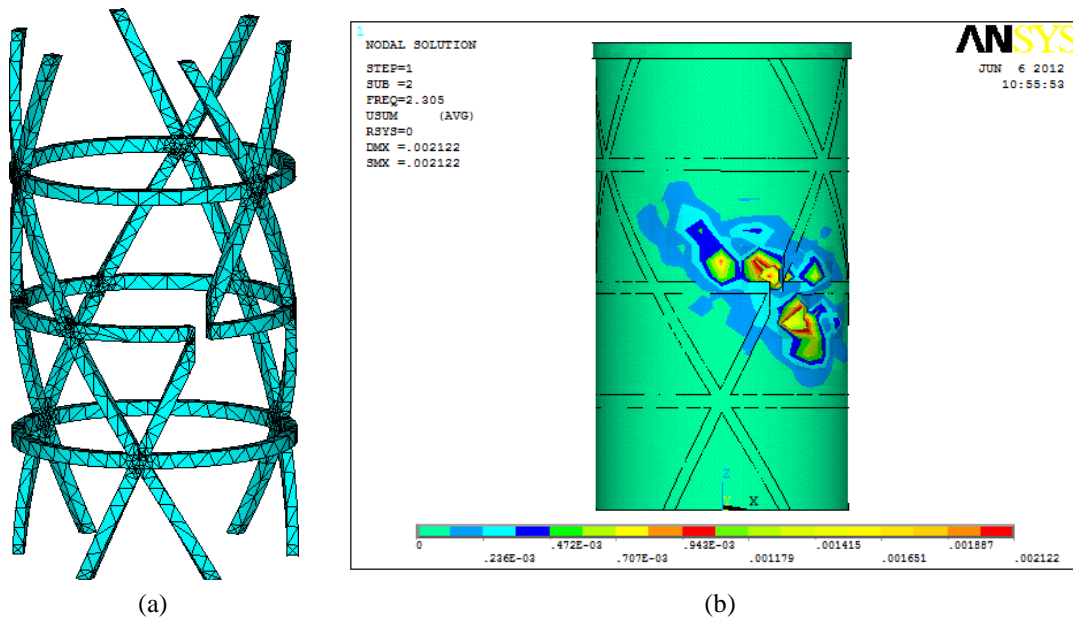 1
NODAL SOLUTION
STEP=1
SUB =2
FREQ=2.305
USUM (AVG)
RSYS=0
DMX =.002122
SMX =.002122
ANSYS
JUN 6 2012
10:55:53
Z
Y X
0 .472E-03 .943E-03 .001415 .001887
.236E-03 .707E-03 .001179 .001651 .002122
(a) (b)